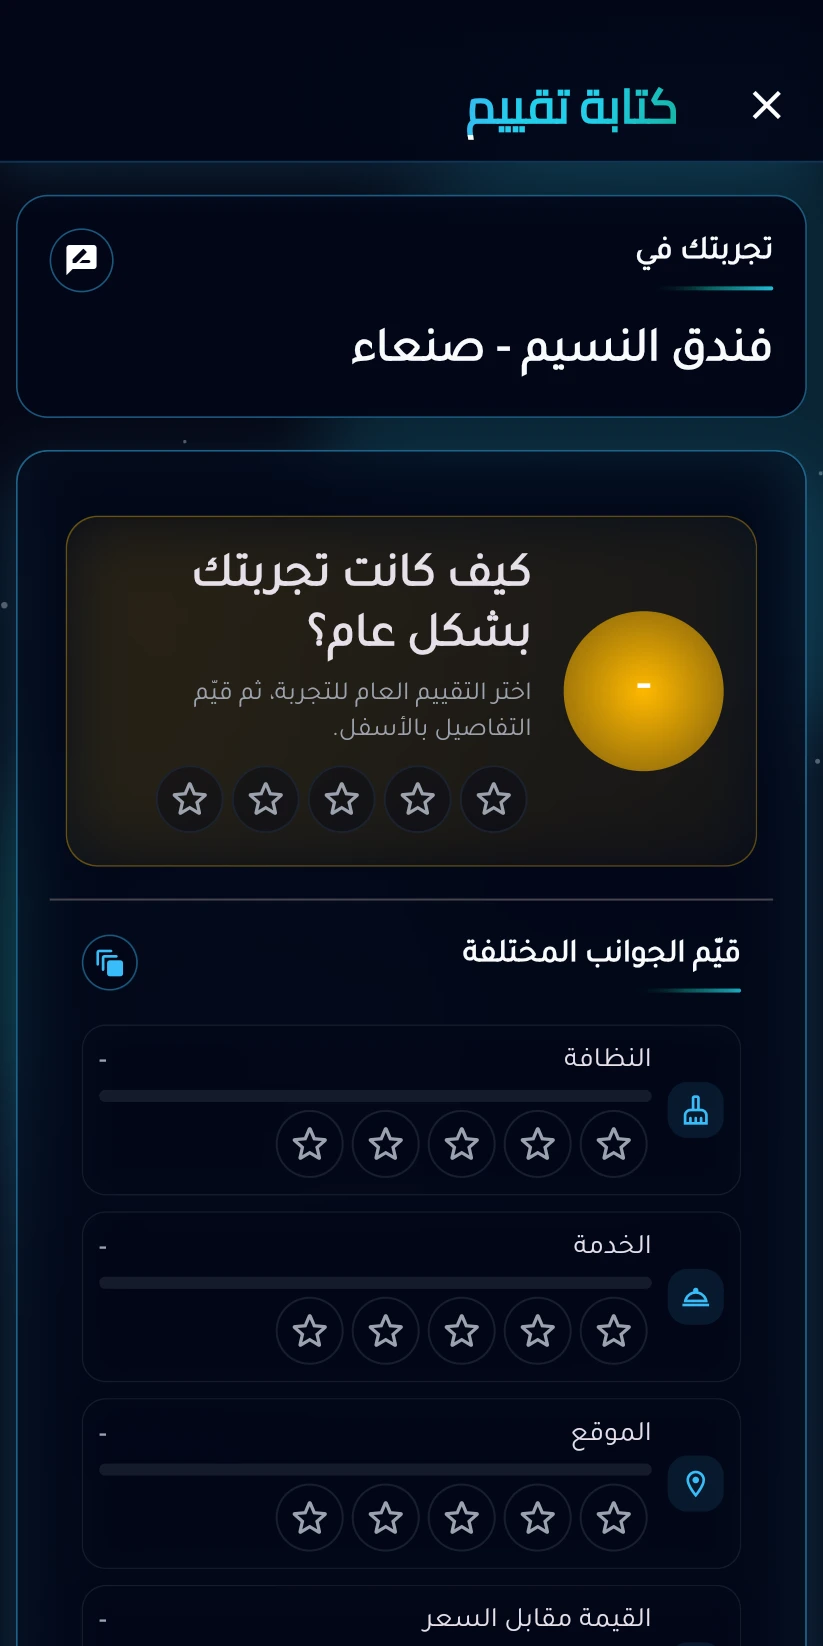 كتابة تقييم
تجربتك في
فندق النسيم - صنعاء
كيف كانت تجربتك
بشكل عام؟
-
اختر التقييم العام للتجربة، ثم قيّم
التفاصيل بالأسفل.
قيّم الجوانب المختلفة
النظافة -
الخدمة -
الموقع -
القيمة مقابل السعر -